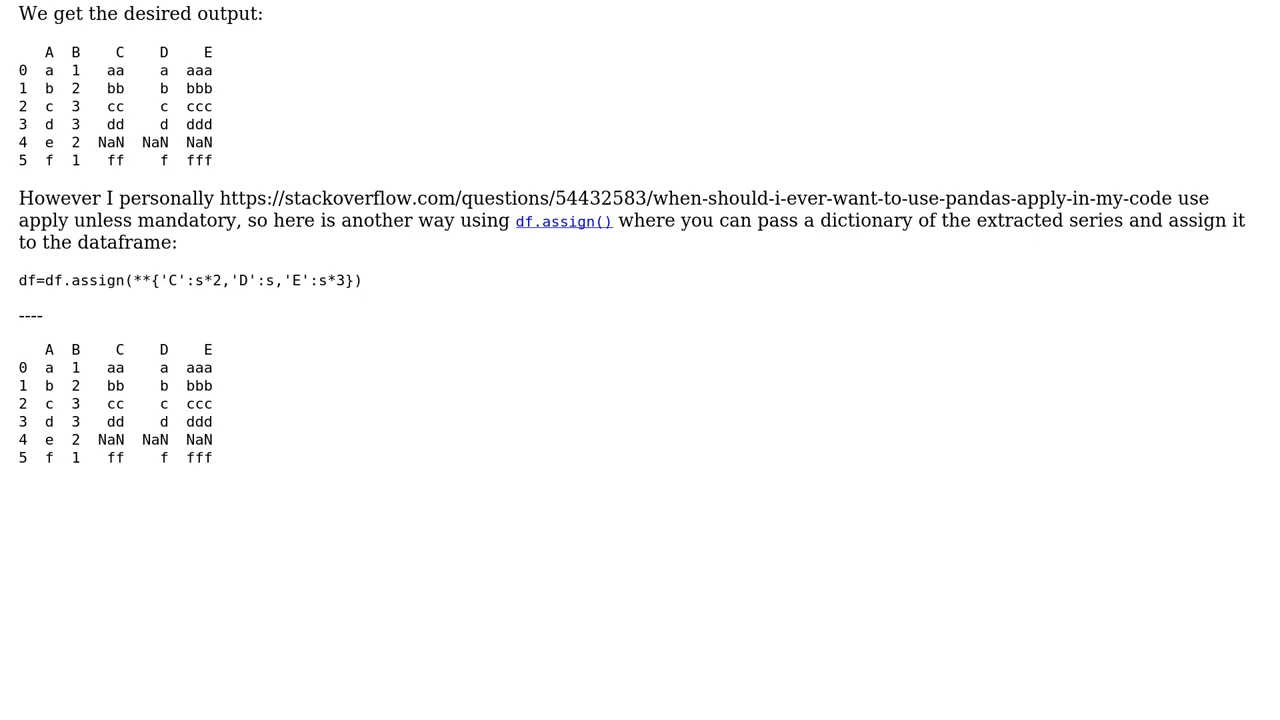 We get the desired output:
   A  B    C    D    E
0  a  1   aa    a  aaa
1  b  2   bb    b  bbb
2  c  3   cc    c  ccc
3  d  3   dd    d  ddd
4  e  2  NaN  NaN  NaN
5  f  1   ff    f  fff
However I personally https://stackoverflow.com/questions/54432583/when-should-i-ever-want-to-use-pandas-apply-in-my-code use
apply unless mandatory, so here is another way using df.assign() where you can pass a dictionary of the extracted series and assign it
to the dataframe:
df=df.assign(**{'C':s*2,'D':s,'E':s*3})
----
   A  B    C    D    E
0  a  1   aa    a  aaa
1  b  2   bb    b  bbb
2  c  3   cc    c  ccc
3  d  3   dd    d  ddd
4  e  2  NaN  NaN  NaN
5  f  1   ff    f  fff